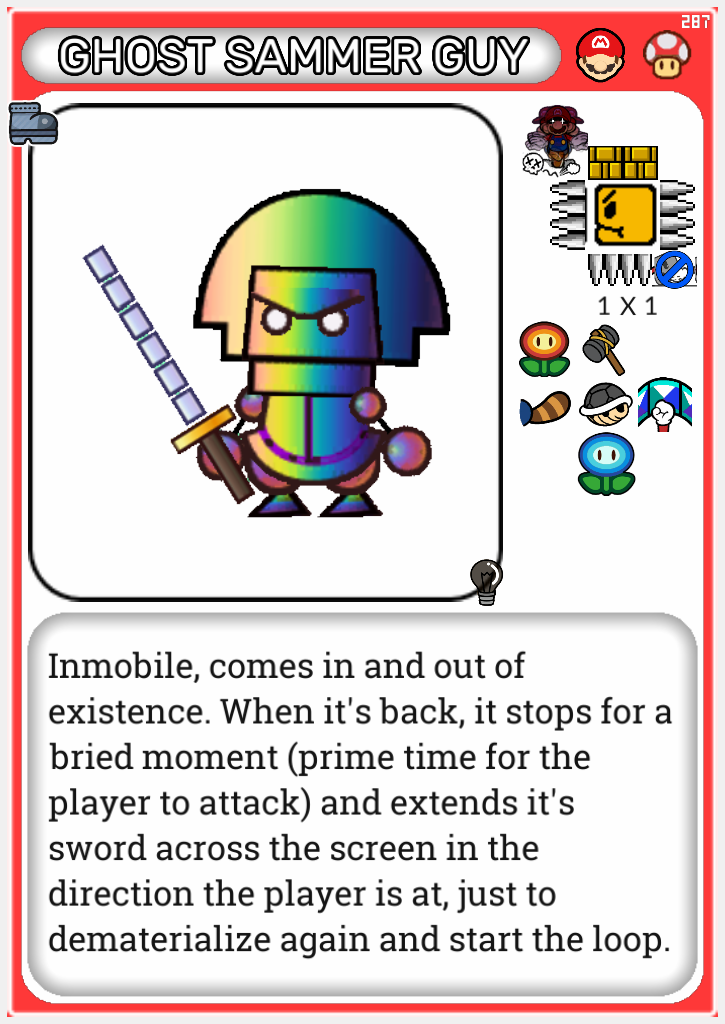 287
GHOST SAMMER GUY
1 X 1
Inmobile, comes in and out of
existence. When it's back, it stops for a
bried moment (prime time for the
player to attack) and extends it's
sword across the screen in the
direction the player is at, just to
dematerialize again and start the loop.